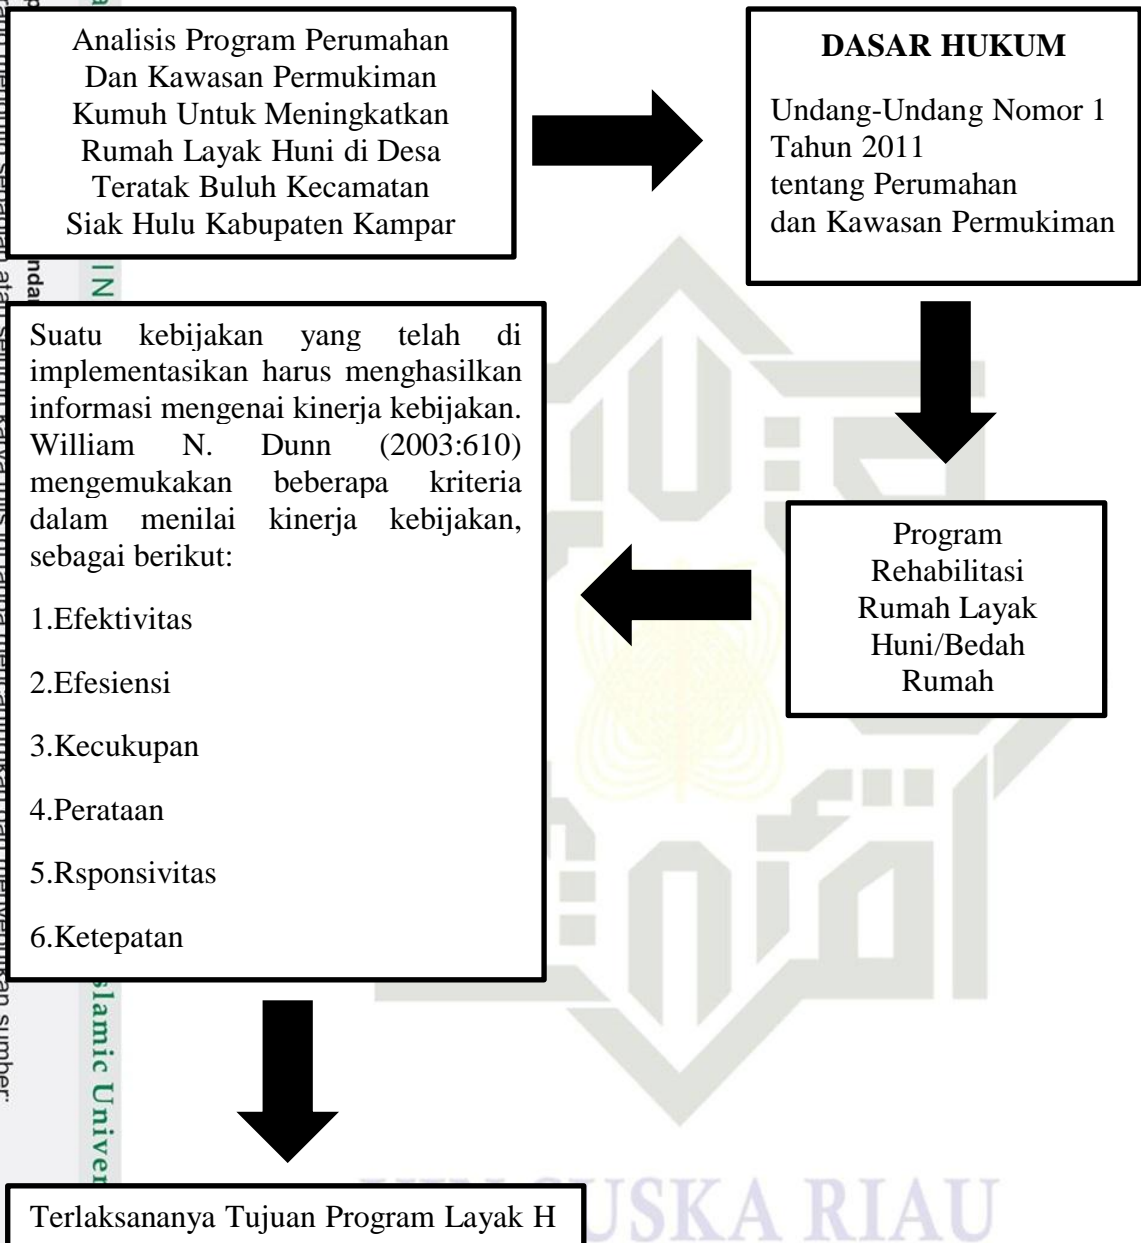 Analisis Program Perumahan
Dan Kawasan Permukiman
Kumuh Untuk Meningkatkan
Rumah Layak Huni di Desa
Teratak Buluh Kecamatan
Siak Hulu Kabupaten Kampar
DASAR HUKUM
Undang-Undang Nomor 1
Tahun 2011
tentang Perumahan
dan Kawasan Permukiman
Program
Rehabilitasi
Rumah Layak
Huni/Bedah
Rumah
Suatu kebijakan yang telah di
implementasikan harus menghasilkan
informasi mengenai kinerja kebijakan.
William N. Dunn (2003:610)
mengemukakan beberapa kriteria
dalam menilai kinerja kebijakan,
sebagai berikut:
1.Efektivitas
2.Efesiensi
3.Kecukupan
4.Perataan
5.Rsponsivitas
6.Ketepatan
Terlaksananya Tujuan Program Layak H
SUSKA RIAU